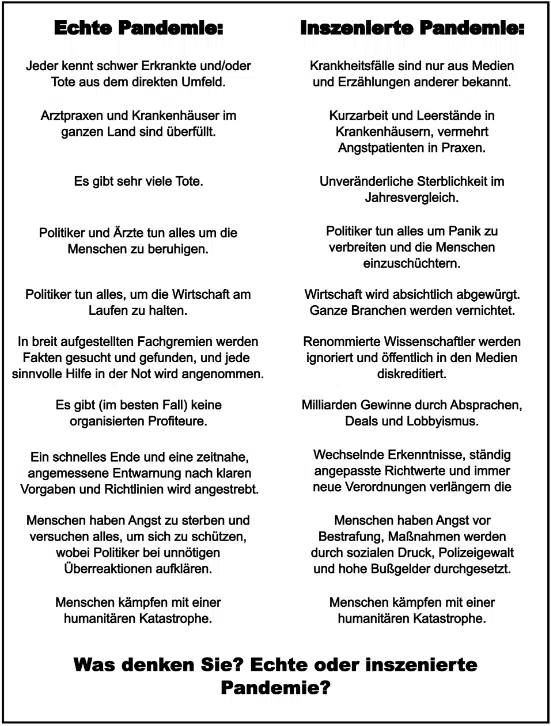 Echte Pandemie:
Jeder kennt schwer Erkrankte und/oder
Tote aus dem direkten Umfeld.
Arztpraxen und Krankenhäuser im
ganzen Land sind überfüllt.
Es gibt sehr viele Tote.
Politiker und Ärzte tun alles um die
Menschen zu beruhigen.
Politiker tun alles, um die Wirtschaft am
Laufen zu halten.
In breit aufgestellten Fachgremien werden
Fakten gesucht und gefunden, und jede
sinnvolle Hilfe in der Not wird angenommen.
Es gibt (im besten Fall) keine
organisierten Profiteure.
Ein schnelles Ende und eine zeitnahe,
angemessene Entwarnung nach klaren
Vorgaben und Richtlinien wird angestrebt.
Menschen haben Angst zu sterben und
versuchen alles, um sich zu schützen,
wobei Politiker bei unnötigen
Überreaktionen aufklären.
Menschen kämpfen mit einer
humanitären Katastrophe.
Inszenierte Pandemie:
Krankheitsfälle sind nur aus Medien
und Erzählungen anderer bekannt.
Kurzarbeit und Leerstände in
Krankenhäusern, vermehrt
Angstpatienten in Praxen.
Unveränderliche Sterblichkeit im
Jahresvergleich.
Politiker tun alles um Panik zu
verbreiten und die Menschen
einzuschüchtern.
Wirtschaft wird absichtlich abgewürgt.
Ganze Branchen werden vernichtet.
Renommierte Wissenschaftler werden
ignoriert und öffentlich in den Medien
diskreditiert.
Milliarden Gewinne durch Absprachen,
Deals und Lobbyismus.
Wechselnde Erkenntnisse, ständig
angepasste Richtwerte und immer
neue Verordnungen verlängern die
Menschen haben Angst vor
Bestrafung, Maßnahmen werden
durch sozialen Druck, Polizeigewalt
und hohe Bußgelder durchgesetzt.
Menschen kämpfen mit einer
humanitären Katastrophe.
Was denken Sie? Echte oder inszenierte
Pandemie?